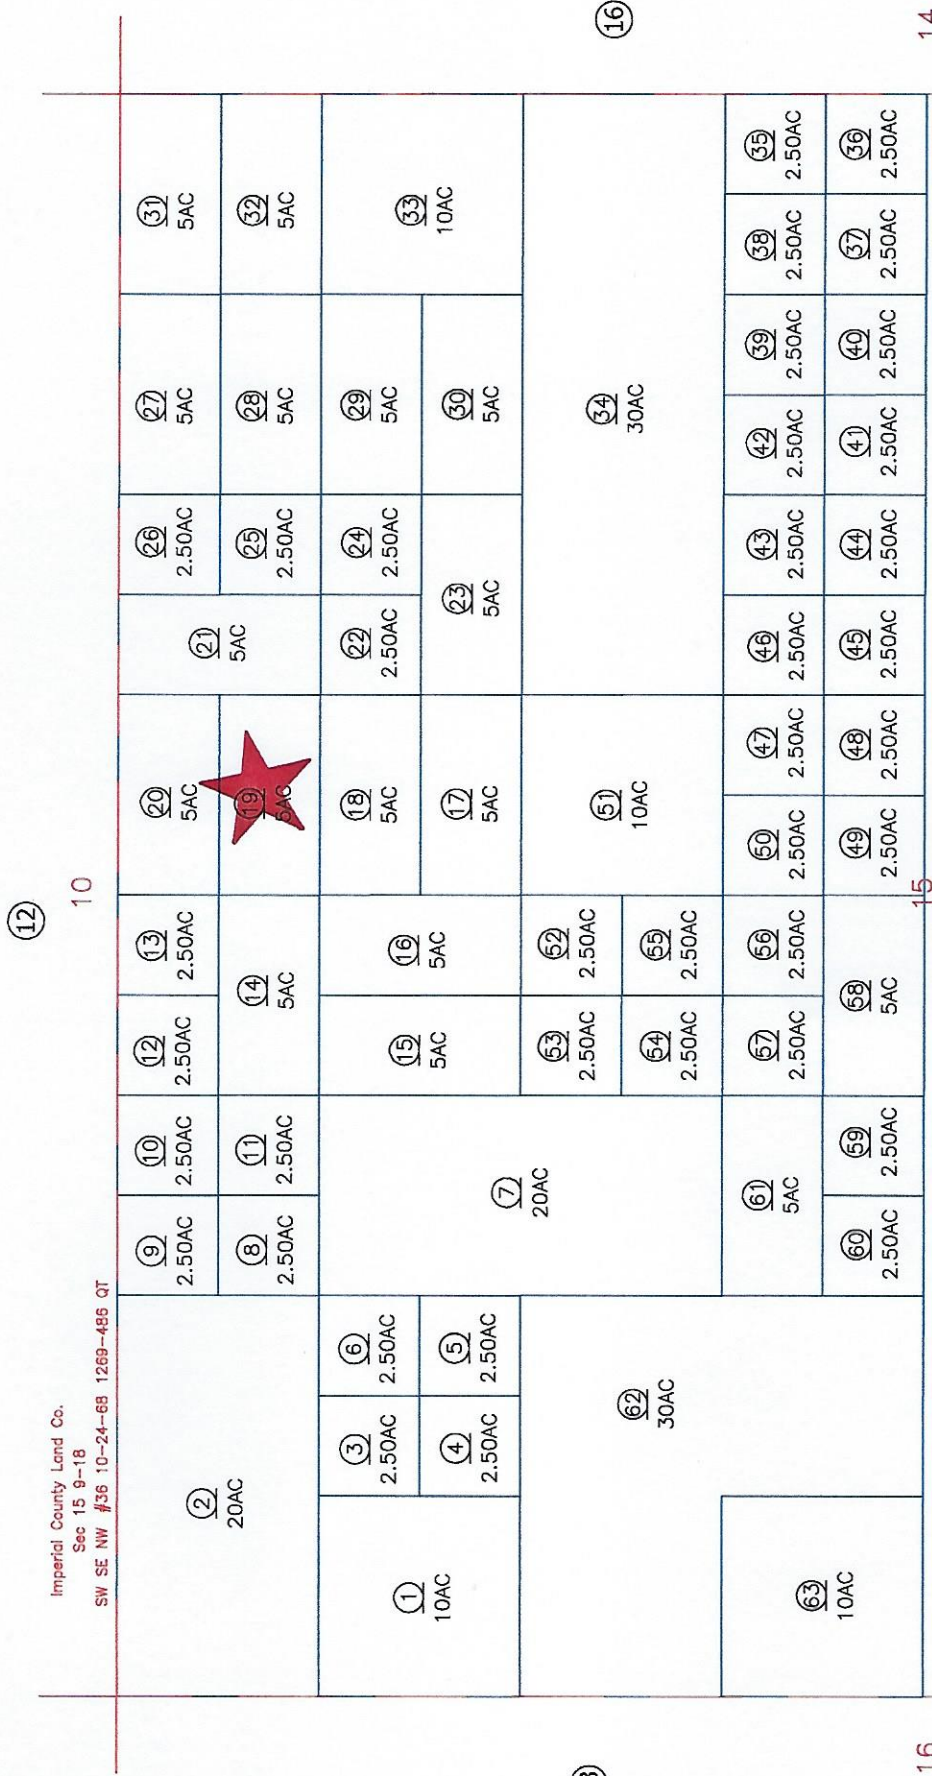 12
10
Imperial County Land Co.
Sec 15 9-18
SW SE NW #36 10-24-68 1269-486 QT
9
2.50AC
10
2.50AC
12
2.50AC
13
2.50AC
20
5AC
26
2.50AC
27
5AC
31
5AC
2
20AC
21
5AC
8
2.50AC
11
2.50AC
14
5AC
19
5AC
25
2.50AC
28
5AC
32
5AC
3
2.50AC
6
2.50AC
18
5AC
22
2.50AC
24
2.50AC
29
5AC
1
10AC
15
5AC
16
5AC
33
10AC
4
2.50AC
5
2.50AC
17
5AC
23
5AC
30
5AC
7
20AC
53
2.50AC
52
2.50AC
51
10AC
34
30AC
16
62
30AC
54
2.50AC
55
2.50AC
61
5AC
57
2.50AC
56
2.50AC
50
2.50AC
47
2.50AC
46
2.50AC
43
2.50AC
42
2.50AC
39
2.50AC
38
2.50AC
35
2.50AC
63
10AC
60
2.50AC
59
2.50AC
58
5AC
49
2.50AC
48
2.50AC
45
2.50AC
44
2.50AC
41
2.50AC
40
2.50AC
37
2.50AC
36
2.50AC
16
15
14